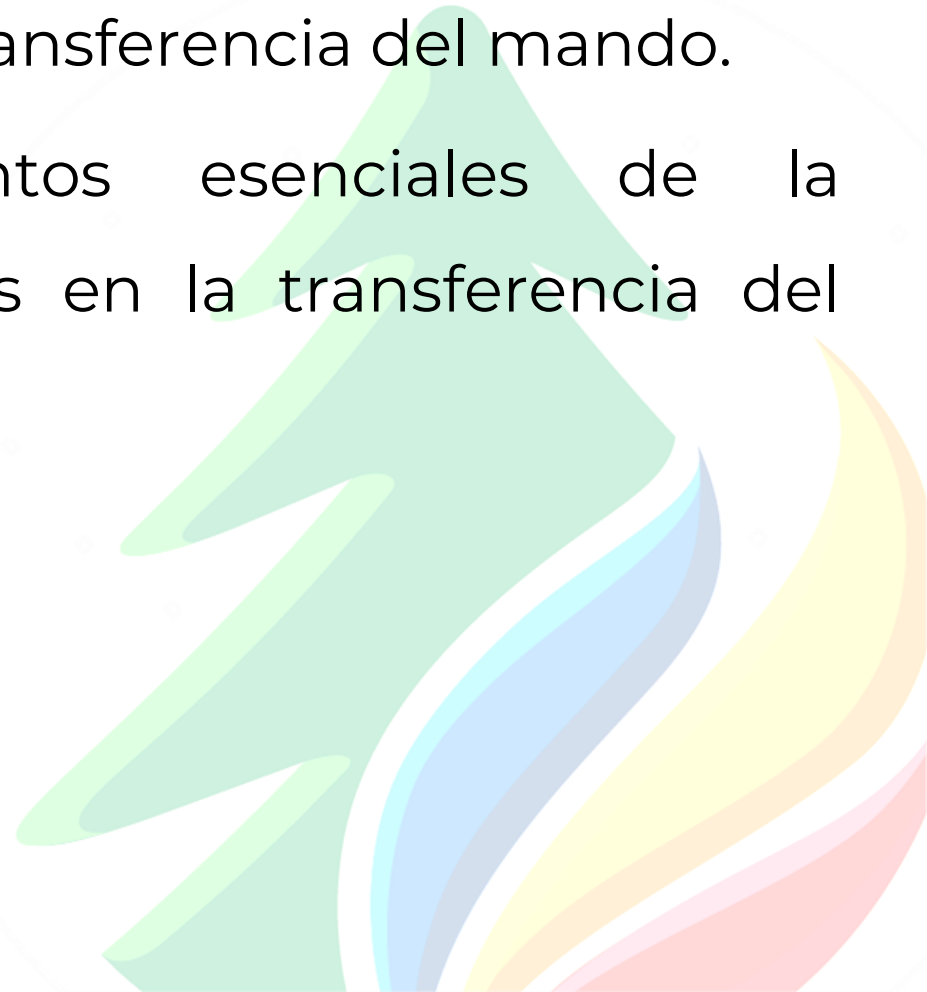 ansferencia del mando.
ntos esenciales de la
s en la transferencia del